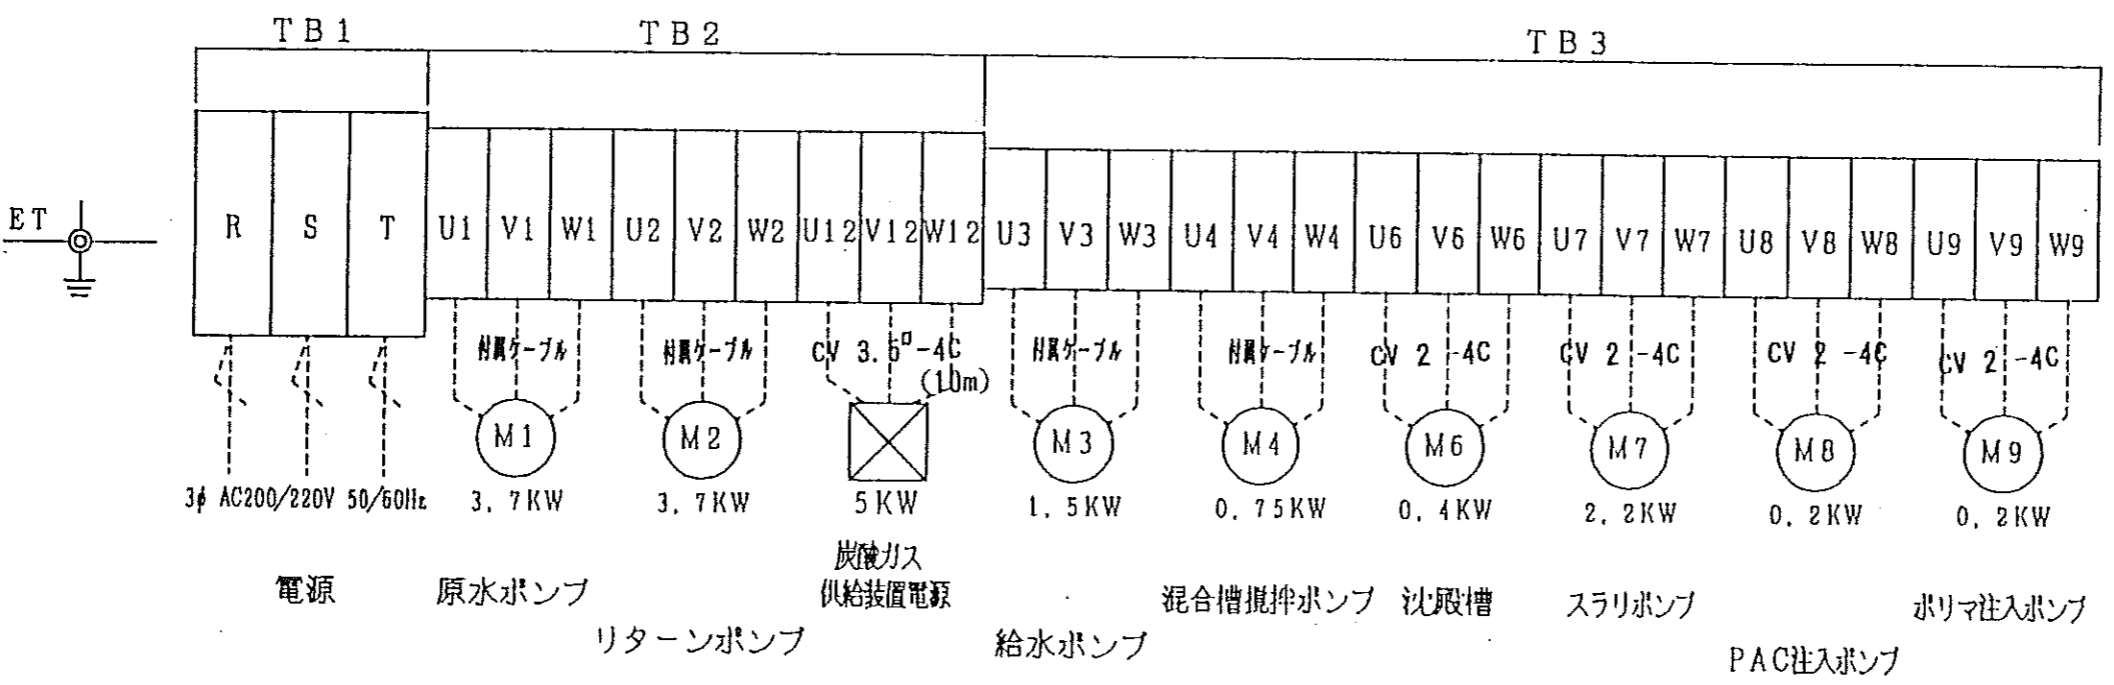 TB1 TB2 TB3
ET R S T U1 V1 W1 U2 V2 W2 U12 V12 W12 U3 V3 W3 U4 V4 W4 U6 V6 W6 U7 V7 W7 U8 V8 W8 U9 V9 W9
付属ケーブル 付属ケーブル CV 3.5□-4C 付属ケーブル 付属ケーブル CV 2 -4C CV 2 -4C CV 2 -4C CV 2 -4C
(10m)
M1 M2 M3 M4 M6 M7 M8 M9
3φ AC200/220V 50/60Hz 3.7KW 3.7KW 5KW 1.5KW 0.75KW 0.4KW 2.2KW 0.2KW 0.2KW
炭酸ガス
電源 原水ポンプ 供給装置電源 混合槽撹拌ポンプ 沈殿槽 スラリポンプ ポリマ注入ポンプ
リターンポンプ 給水ポンプ PAC注入ポンプ